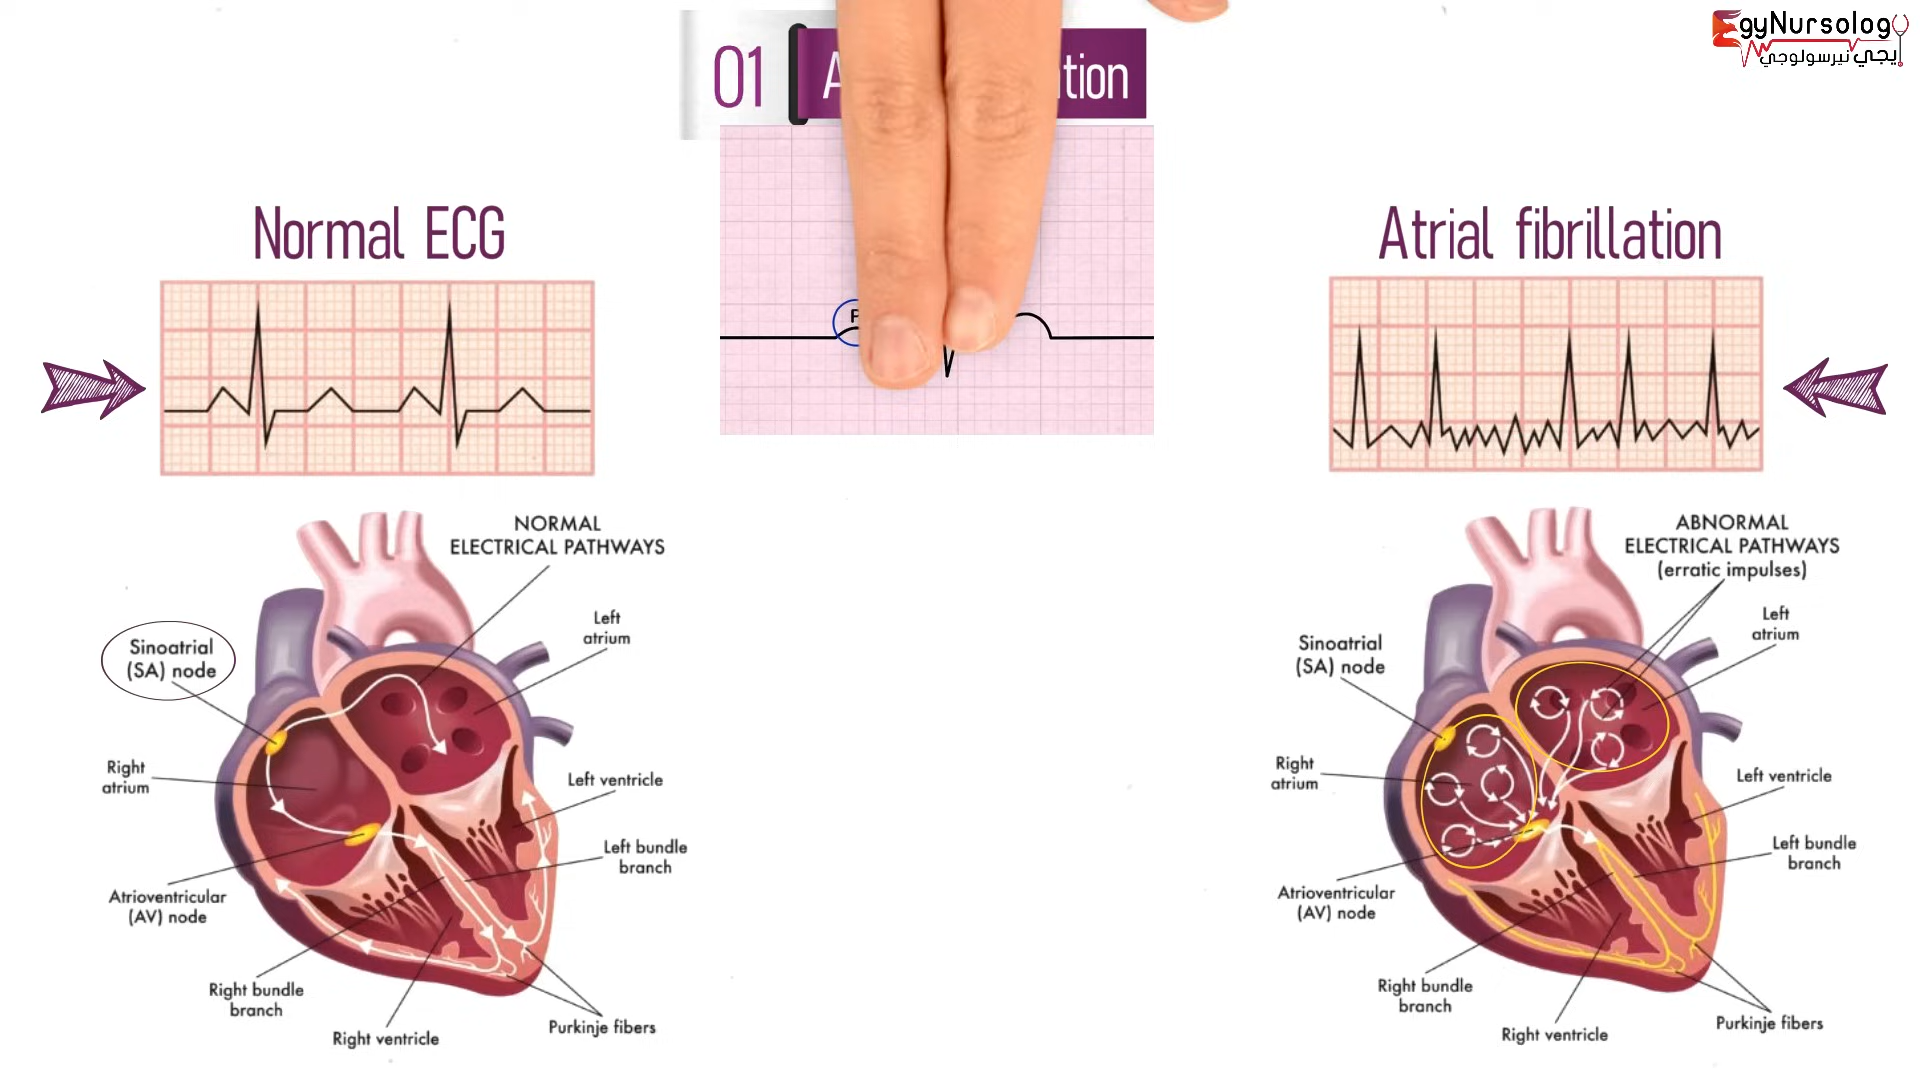 EgyNursology
إيجي نيرسولوجي
01
Normal ECG
Atrial fibrillation
NORMAL
ELECTRICAL PATHWAYS
Sinoatrial
(SA) node
Left
atrium
Right
atrium
Left ventricle
Left bundle
branch
Atrioventricular
(AV) node
Right bundle
branch
Right ventricle
Purkinje fibers
ABNORMAL
ELECTRICAL PATHWAYS
(erratic impulses)
Sinoatrial
(SA) node
Left
atrium
Right
atrium
Left ventricle
Left bundle
branch
Atrioventricular
(AV) node
Right bundle
branch
Right ventricle
Purkinje fibers